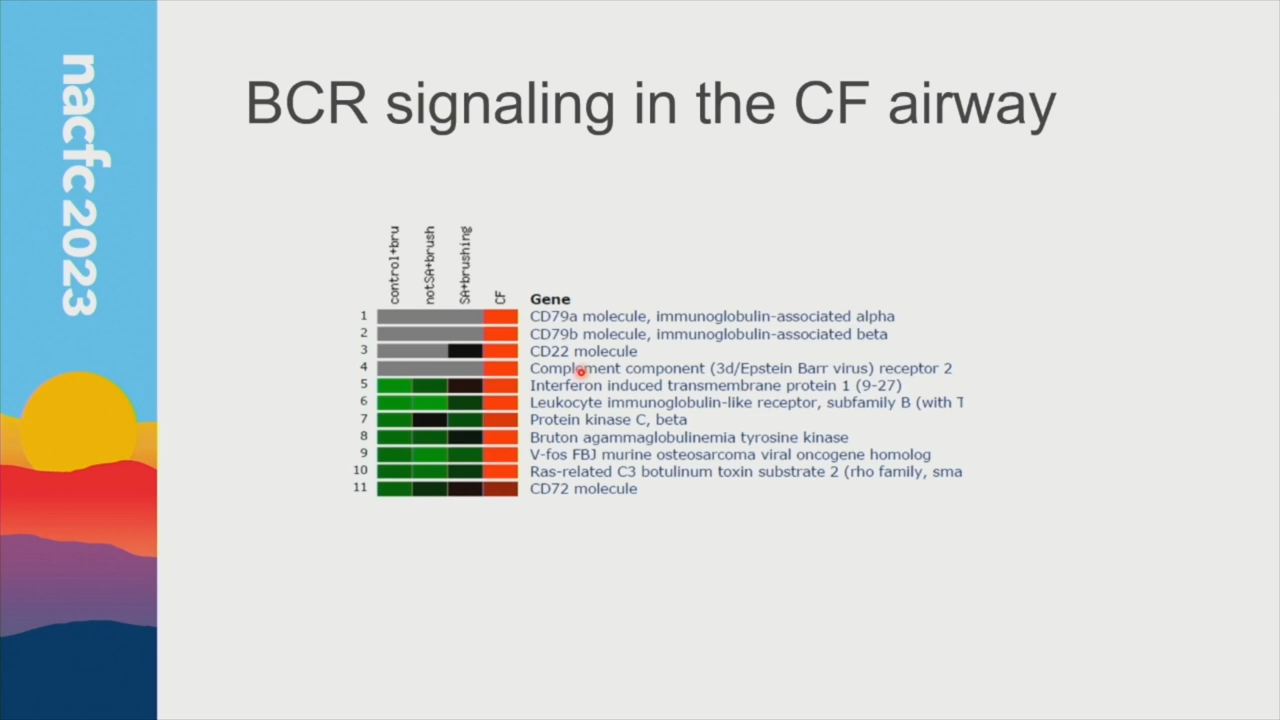 nacfc 2023
BCR signaling in the CF airway
control+bru
notSA+brush
SA+brushing
CF
Gene
1 CD79a molecule, immunoglobulin-associated alpha
2 CD79b molecule, immunoglobulin-associated beta
3 CD22 molecule
4 Complement component (3d/Epstein Barr virus) receptor 2
5 Interferon induced transmembrane protein 1 (9-27)
6 Leukocyte immunoglobulin-like receptor, subfamily B (with T
7 Protein kinase C, beta
8 Bruton agammaglobulinemia tyrosine kinase
9 V-fos FBJ murine osteosarcoma viral oncogene homolog
10 Ras-related C3 botulinum toxin substrate 2 (rho family, sma
11 CD72 molecule